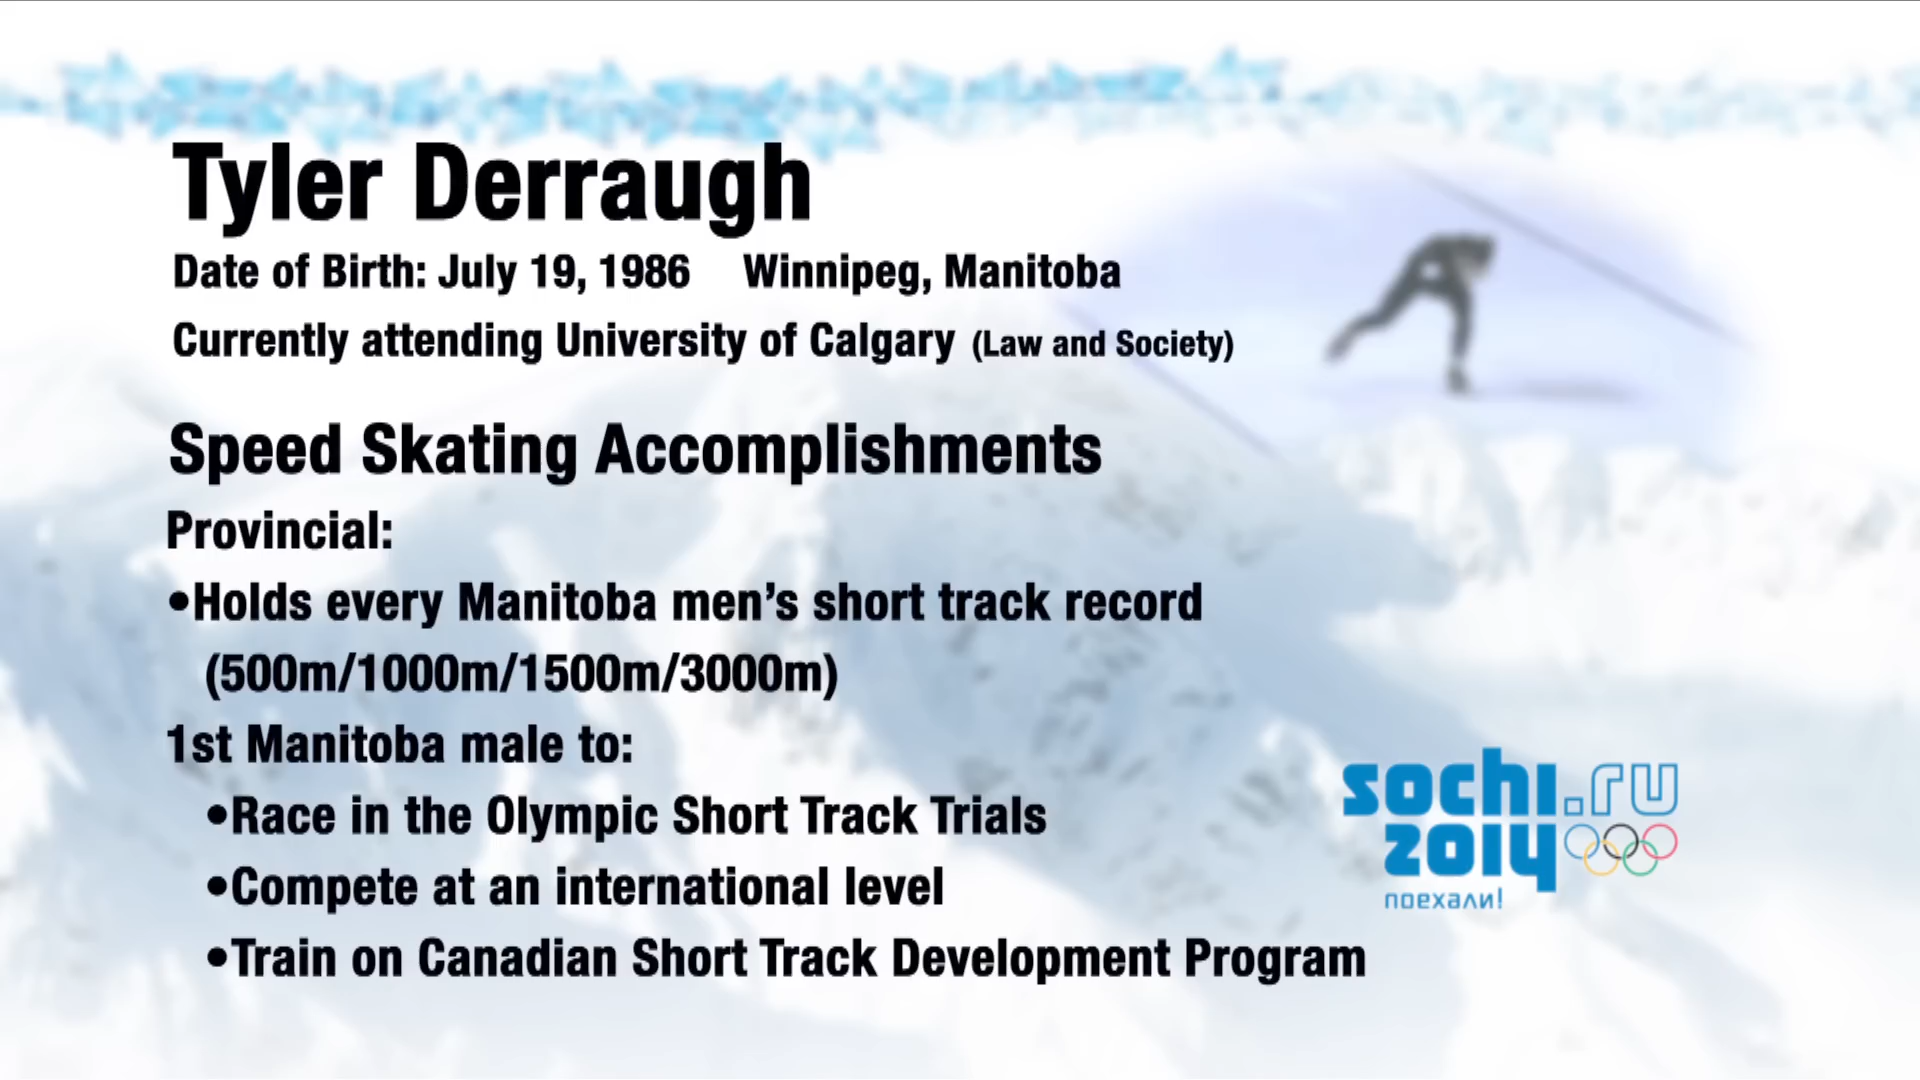 Tyler Derraugh
Date of Birth: July 19, 1986 Winnipeg, Manitoba
Currently attending University of Calgary (Law and Society)
Speed Skating Accomplishments
Provincial:
•Holds every Manitoba men’s short track record
(500m/1000m/1500m/3000m)
1st Manitoba male to:
•Race in the Olympic Short Track Trials
•Compete at an international level
•Train on Canadian Short Track Development Program
sochi.ru
2014
поехали!